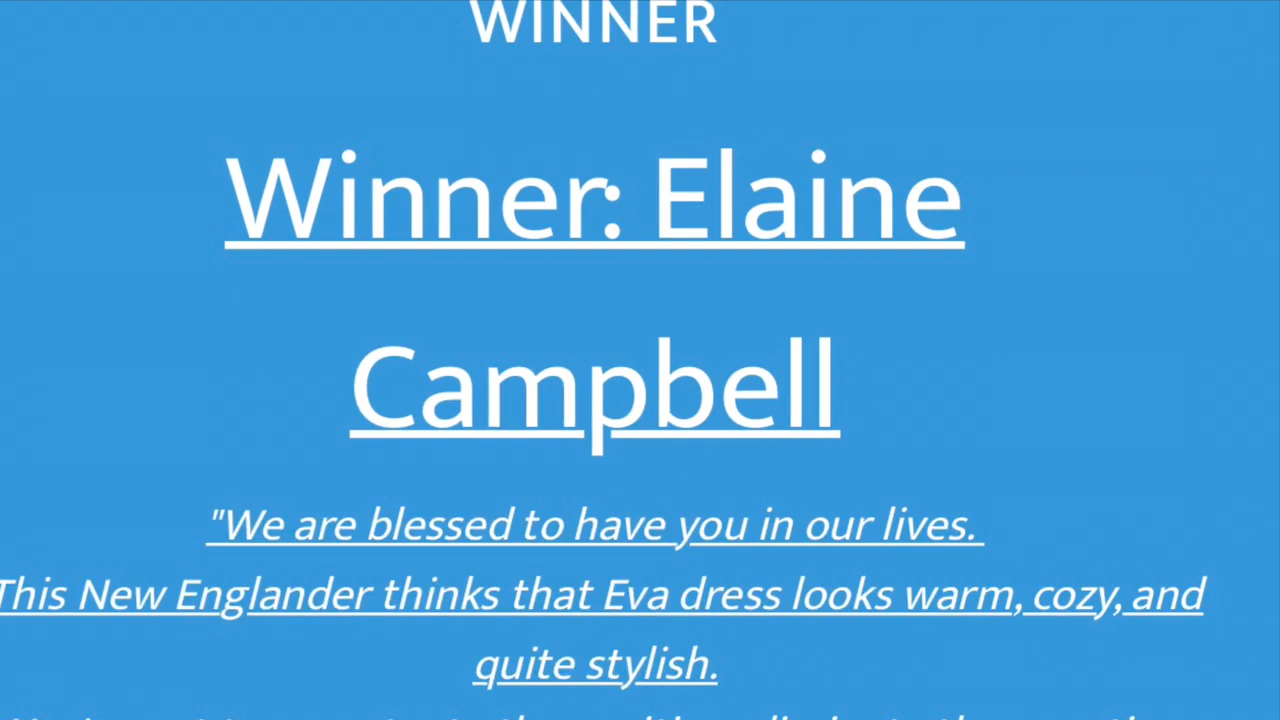 WINNER
Winner: Elaine
Campbell
"We are blessed to have you in our lives.
This New Englander thinks that Eva dress looks warm, cozy, and
quite stylish.